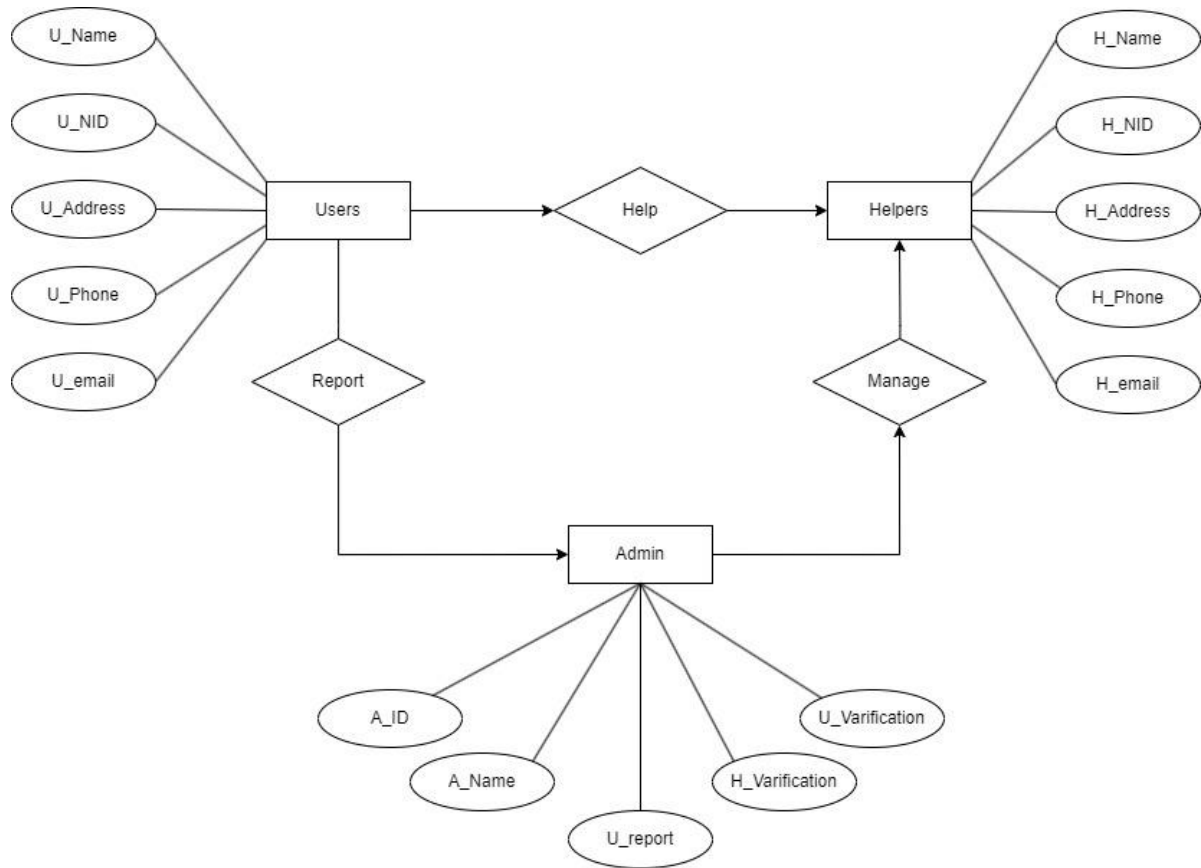 U_Name
U_NID
U_Address
U_Phone
U_email
Users
Help
Helpers
H_Name
H_NID
H_Address
H_Phone
H_email
Report
Manage
Admin
A_ID
A_Name
U_report
H_Varification
U_Varification